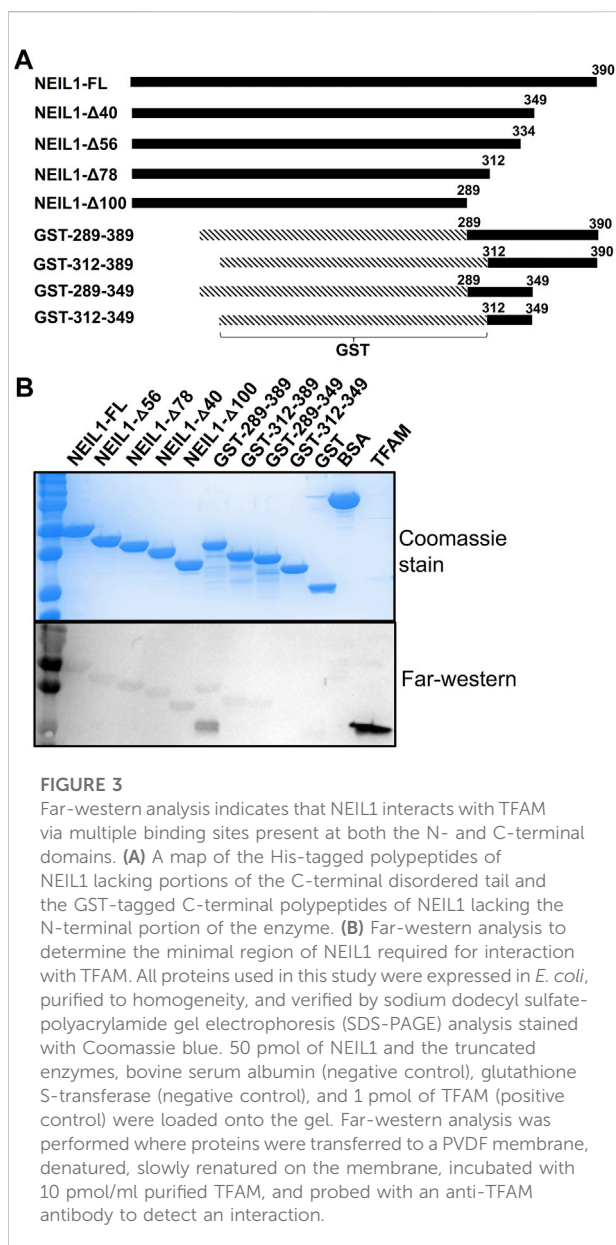 A
NEIL1-FL
390
NEIL1-Δ40
349
NEIL1-Δ56
334
NEIL1-Δ78
312
NEIL1-Δ100
289
GST-289-389
289
390
GST-312-389
312
390
GST-289-349
289
349
GST-312-349
312
349
GST
B
NEIL1-FL
NEIL1-Δ56
NEIL1-Δ78
NEIL1-Δ40
NEIL1-Δ100
GST-289-389
GST-312-389
GST-289-349
GST-312-349
GST
BSA
TFAM
Coomassie
stain
Far-western
FIGURE 3
Far-western analysis indicates that NEIL1 interacts with TFAM
via multiple binding sites present at both the N- and C-terminal
domains. (A) A map of the His-tagged polypeptides of
NEIL1 lacking portions of the C-terminal disordered tail and
the GST-tagged C-terminal polypeptides of NEIL1 lacking the
N-terminal portion of the enzyme. (B) Far-western analysis to
determine the minimal region of NEIL1 required for interaction
with TFAM. All proteins used in this study were expressed in E. coli,
purified to homogeneity, and verified by sodium dodecyl sulfate-
polyacrylamide gel electrophoresis (SDS-PAGE) analysis stained
with Coomassie blue. 50 pmol of NEIL1 and the truncated
enzymes, bovine serum albumin (negative control), glutathione
S-transferase (negative control), and 1 pmol of TFAM (positive
control) were loaded onto the gel. Far-western analysis was
performed where proteins were transferred to a PVDF membrane,
denatured, slowly renatured on the membrane, incubated with
10 pmol/ml purified TFAM, and probed with an anti-TFAM
antibody to detect an interaction.